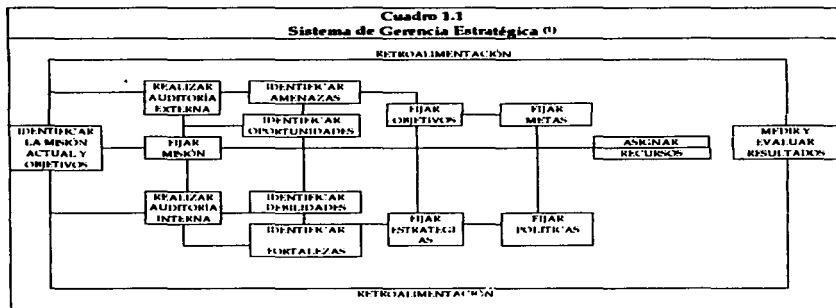 Cuadro 1.1
Sistema de Gerencia Estratégica (1)
RETROALIMENTACIÓN
REALIZAR
AUDITORÍA
EXTERNA
IDENTIFICAR
AMENAZAS
IDENTIFICAR
OPORTUNIDADES
FIJAR
OBJETIVOS
FIJAR
METAS
IDENTIFICAR
LA MISIÓN
ACTUAL Y
OBJETIVOS
FIJAR
MISIÓN
ASIGNAR
RECURSOS
MEDIR Y
EVALUAR
RESULTADOS
REALIZAR
AUDITORÍA
INTERNA
IDENTIFICAR
DEBILIDADES
IDENTIFICAR
FORTALEZAS
FIJAR
ESTRATEGI
AS
FIJAR
POLÍTICAS
RETROALIMENTACIÓN